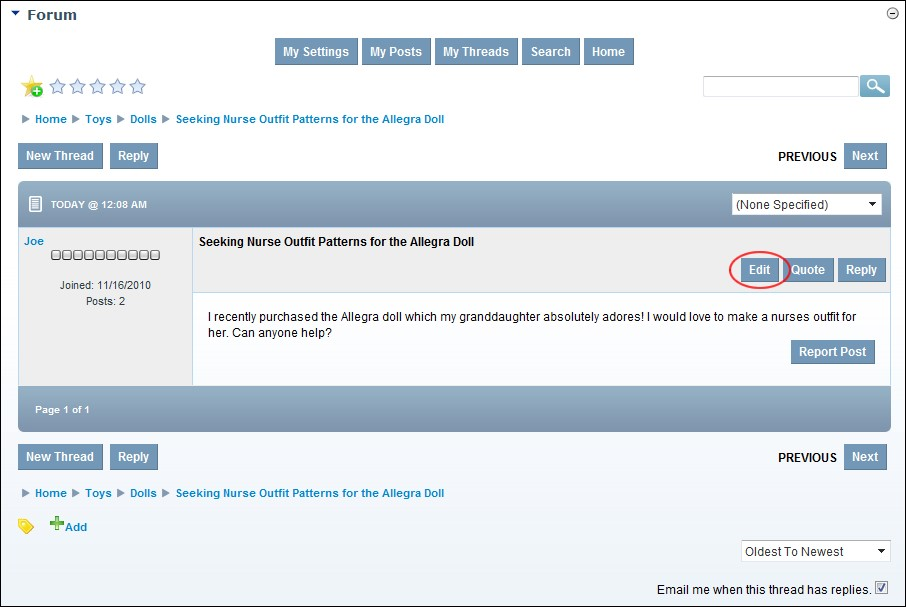 Forum
My Settings My Posts My Threads Search Home
Home Toys Dolls Seeking Nurse Outfit Patterns for the Allegra Doll
New Thread Reply PREVIOUS Next
TODAY @ 12:08 AM (None Specified)
Joe Seeking Nurse Outfit Patterns for the Allegra Doll
Edit Quote Reply
Joined: 11/16/2010
Posts: 2
I recently purchased the Allegra doll which my granddaughter absolutely adores! I would love to make a nurses outfit for
her. Can anyone help?
Report Post
Page 1 of 1
New Thread Reply PREVIOUS Next
Home Toys Dolls Seeking Nurse Outfit Patterns for the Allegra Doll
Add
Oldest To Newest
Email me when this thread has replies.